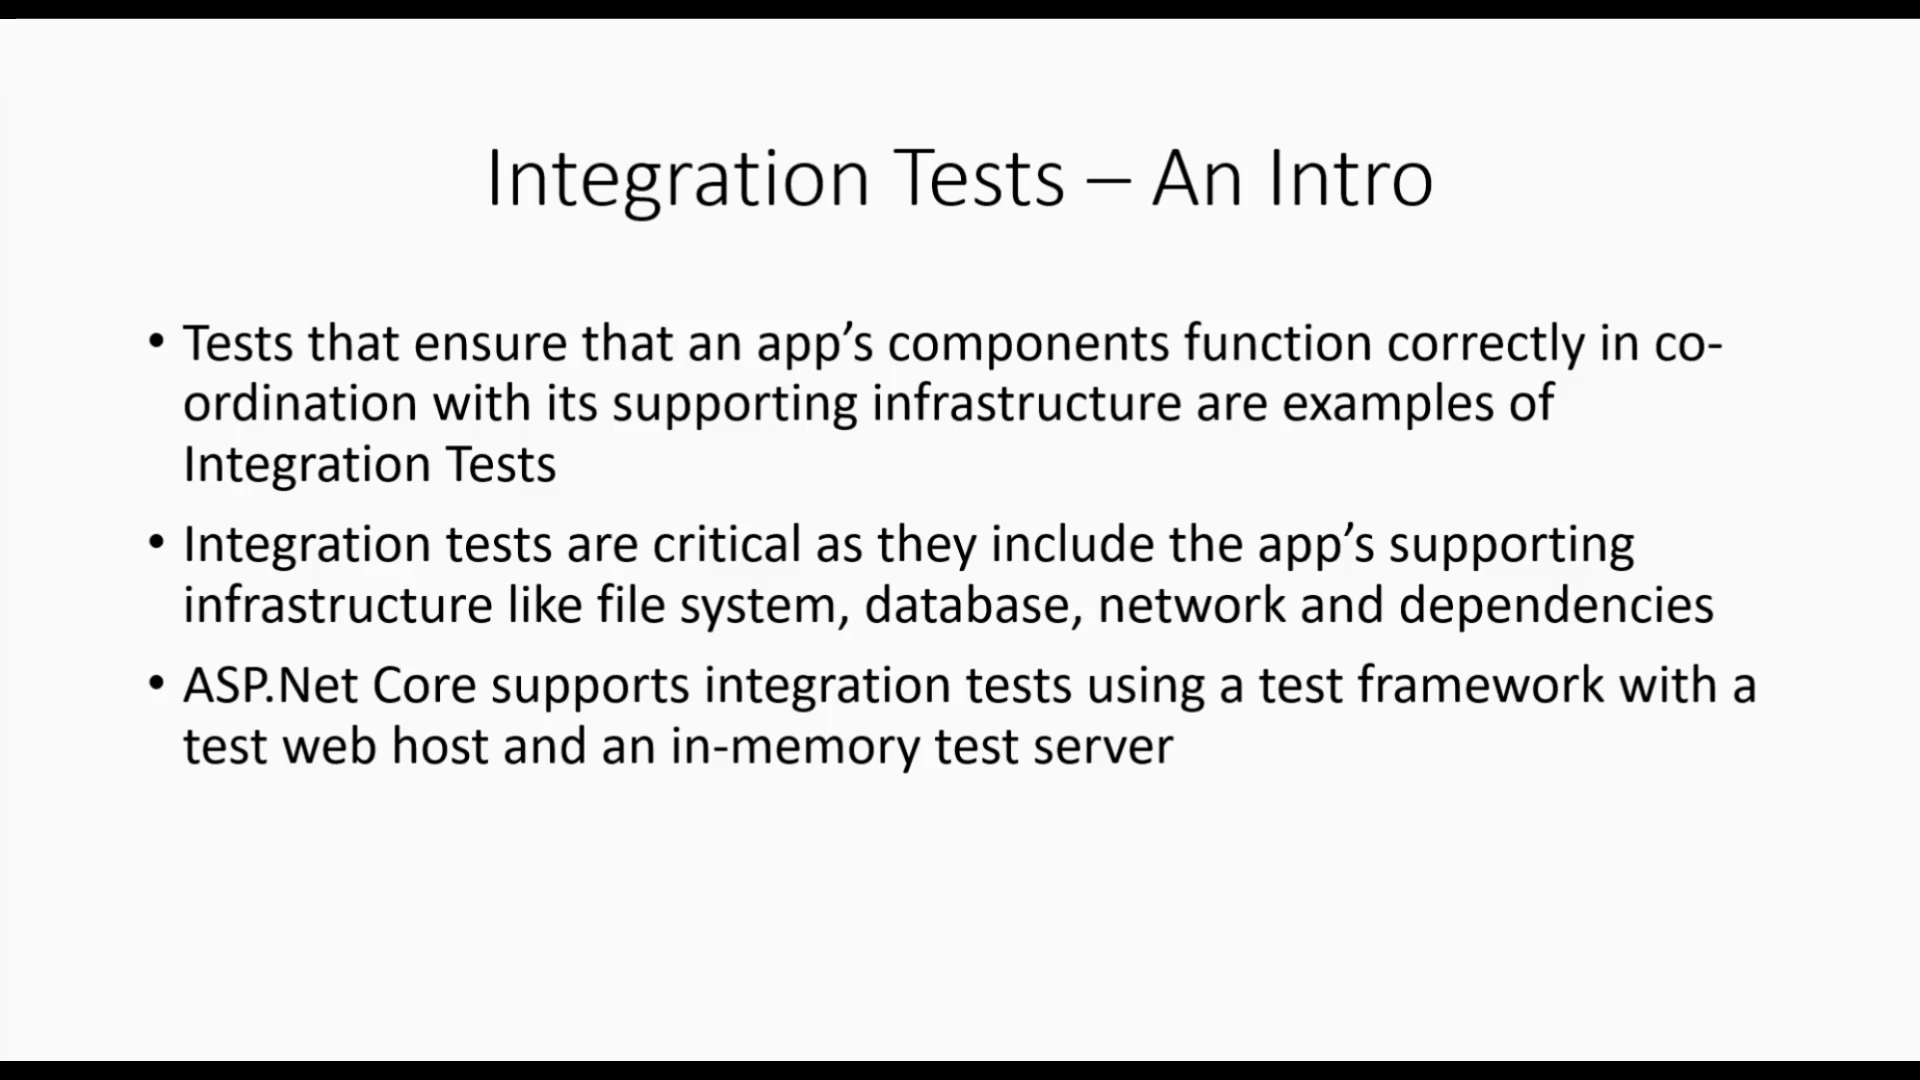 Integration Tests – An Intro
• Tests that ensure that an app’s components function correctly in co-
ordination with its supporting infrastructure are examples of
Integration Tests
• Integration tests are critical as they include the app’s supporting
infrastructure like file system, database, network and dependencies
• ASP.Net Core supports integration tests using a test framework with a
test web host and an in-memory test server